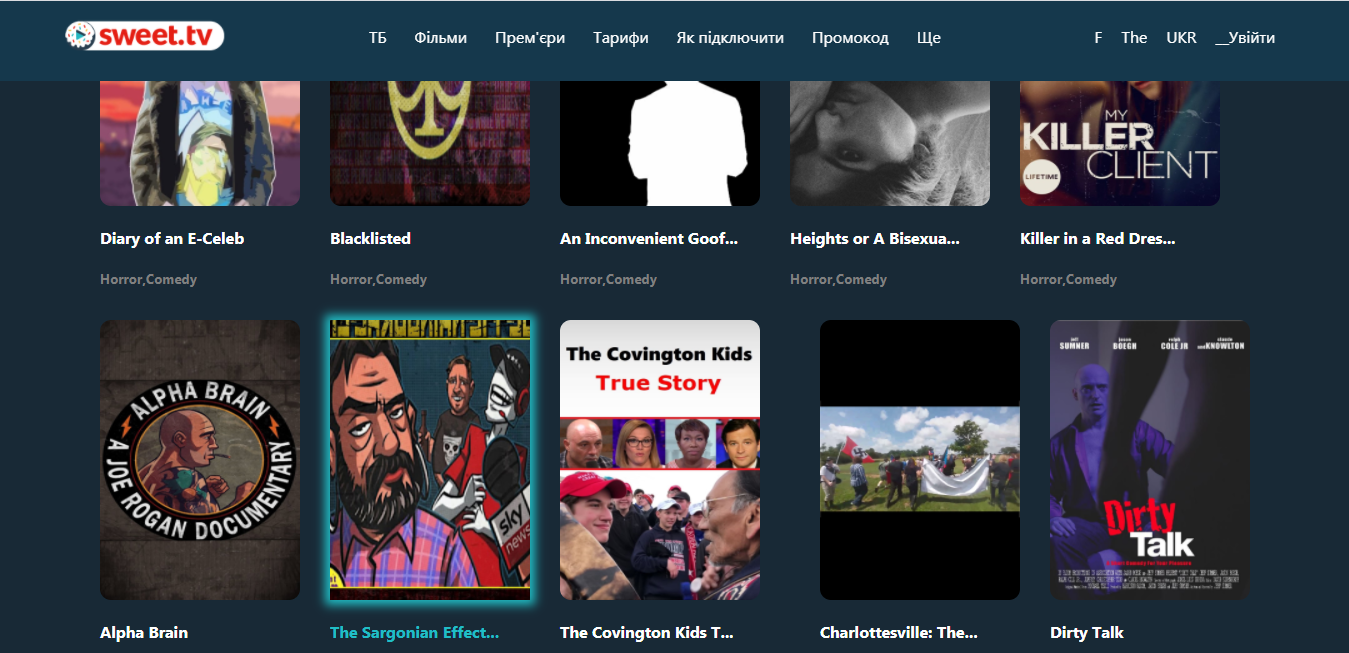 sweet.tv
ТБ Фільми Прем'єри Тарифи Як підключити Промокод Ще
F The UKR __Увійти
MY
KILLER
CLIENT
LIFETIME
Diary of an E-Celeb Blacklisted An Inconvenient Goof... Heights or A Bisexua... Killer in a Red Dres...
Horror,Comedy Horror,Comedy Horror,Comedy Horror,Comedy Horror,Comedy
ALPHA BRAIN
A JOE ROGAN DOCUMENTARY
sky
news
The Covington Kids
True Story
SUMNER BOEGH COLE JR KNOWLTON
Dirty
Talk
Alpha Brain The Sargonian Effect... The Covington Kids T... Charlottesville: The... Dirty Talk